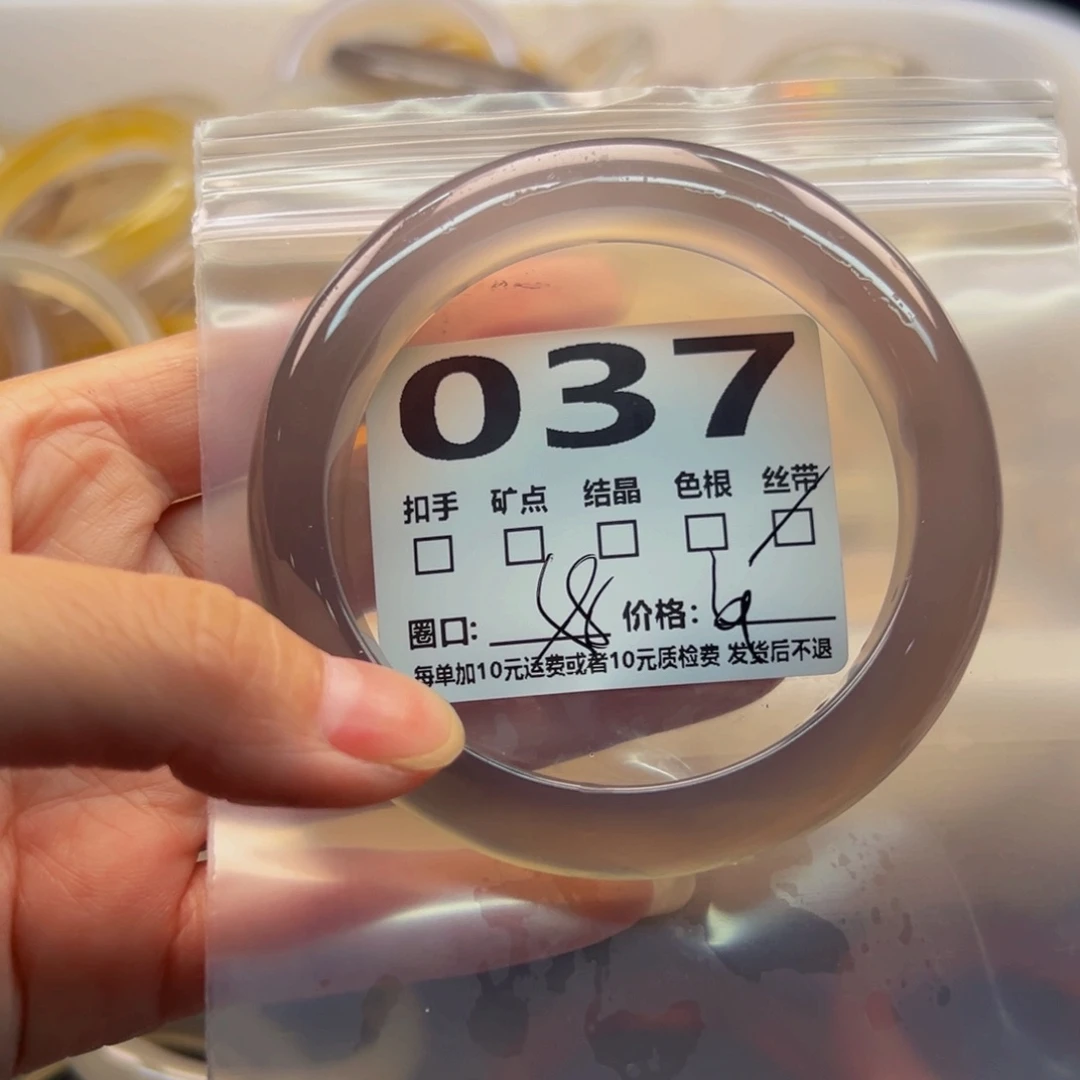 037
扣手 矿点 结晶 色根 丝带
圈口: 58 价格:
每单加10元运费或者10元质检费 发货后不退